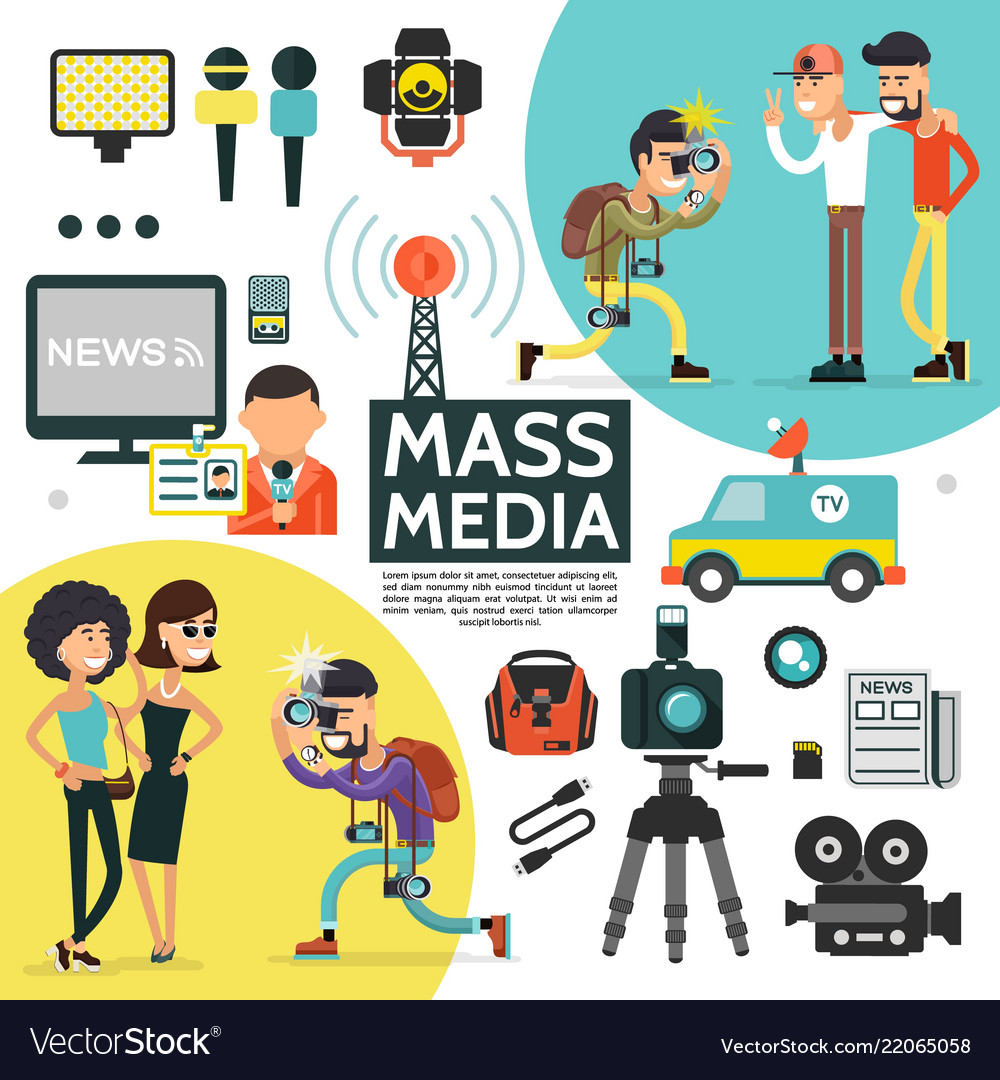 NEWS
TV
MASS
MEDIA
Lorem ipsum dolor sit amet, consectetuer adipiscing elit,
sed diam nonummy nibh euismod tincidunt ut laoreet
dolore magna aliquam erat volutpat. Ut wisi enim ad
minim veniam, quis nostrud exerci tation ullamcorper
suscipit lobortis nisl.
TV
NEWS
VectorStock®
VectorStock.com/22065058